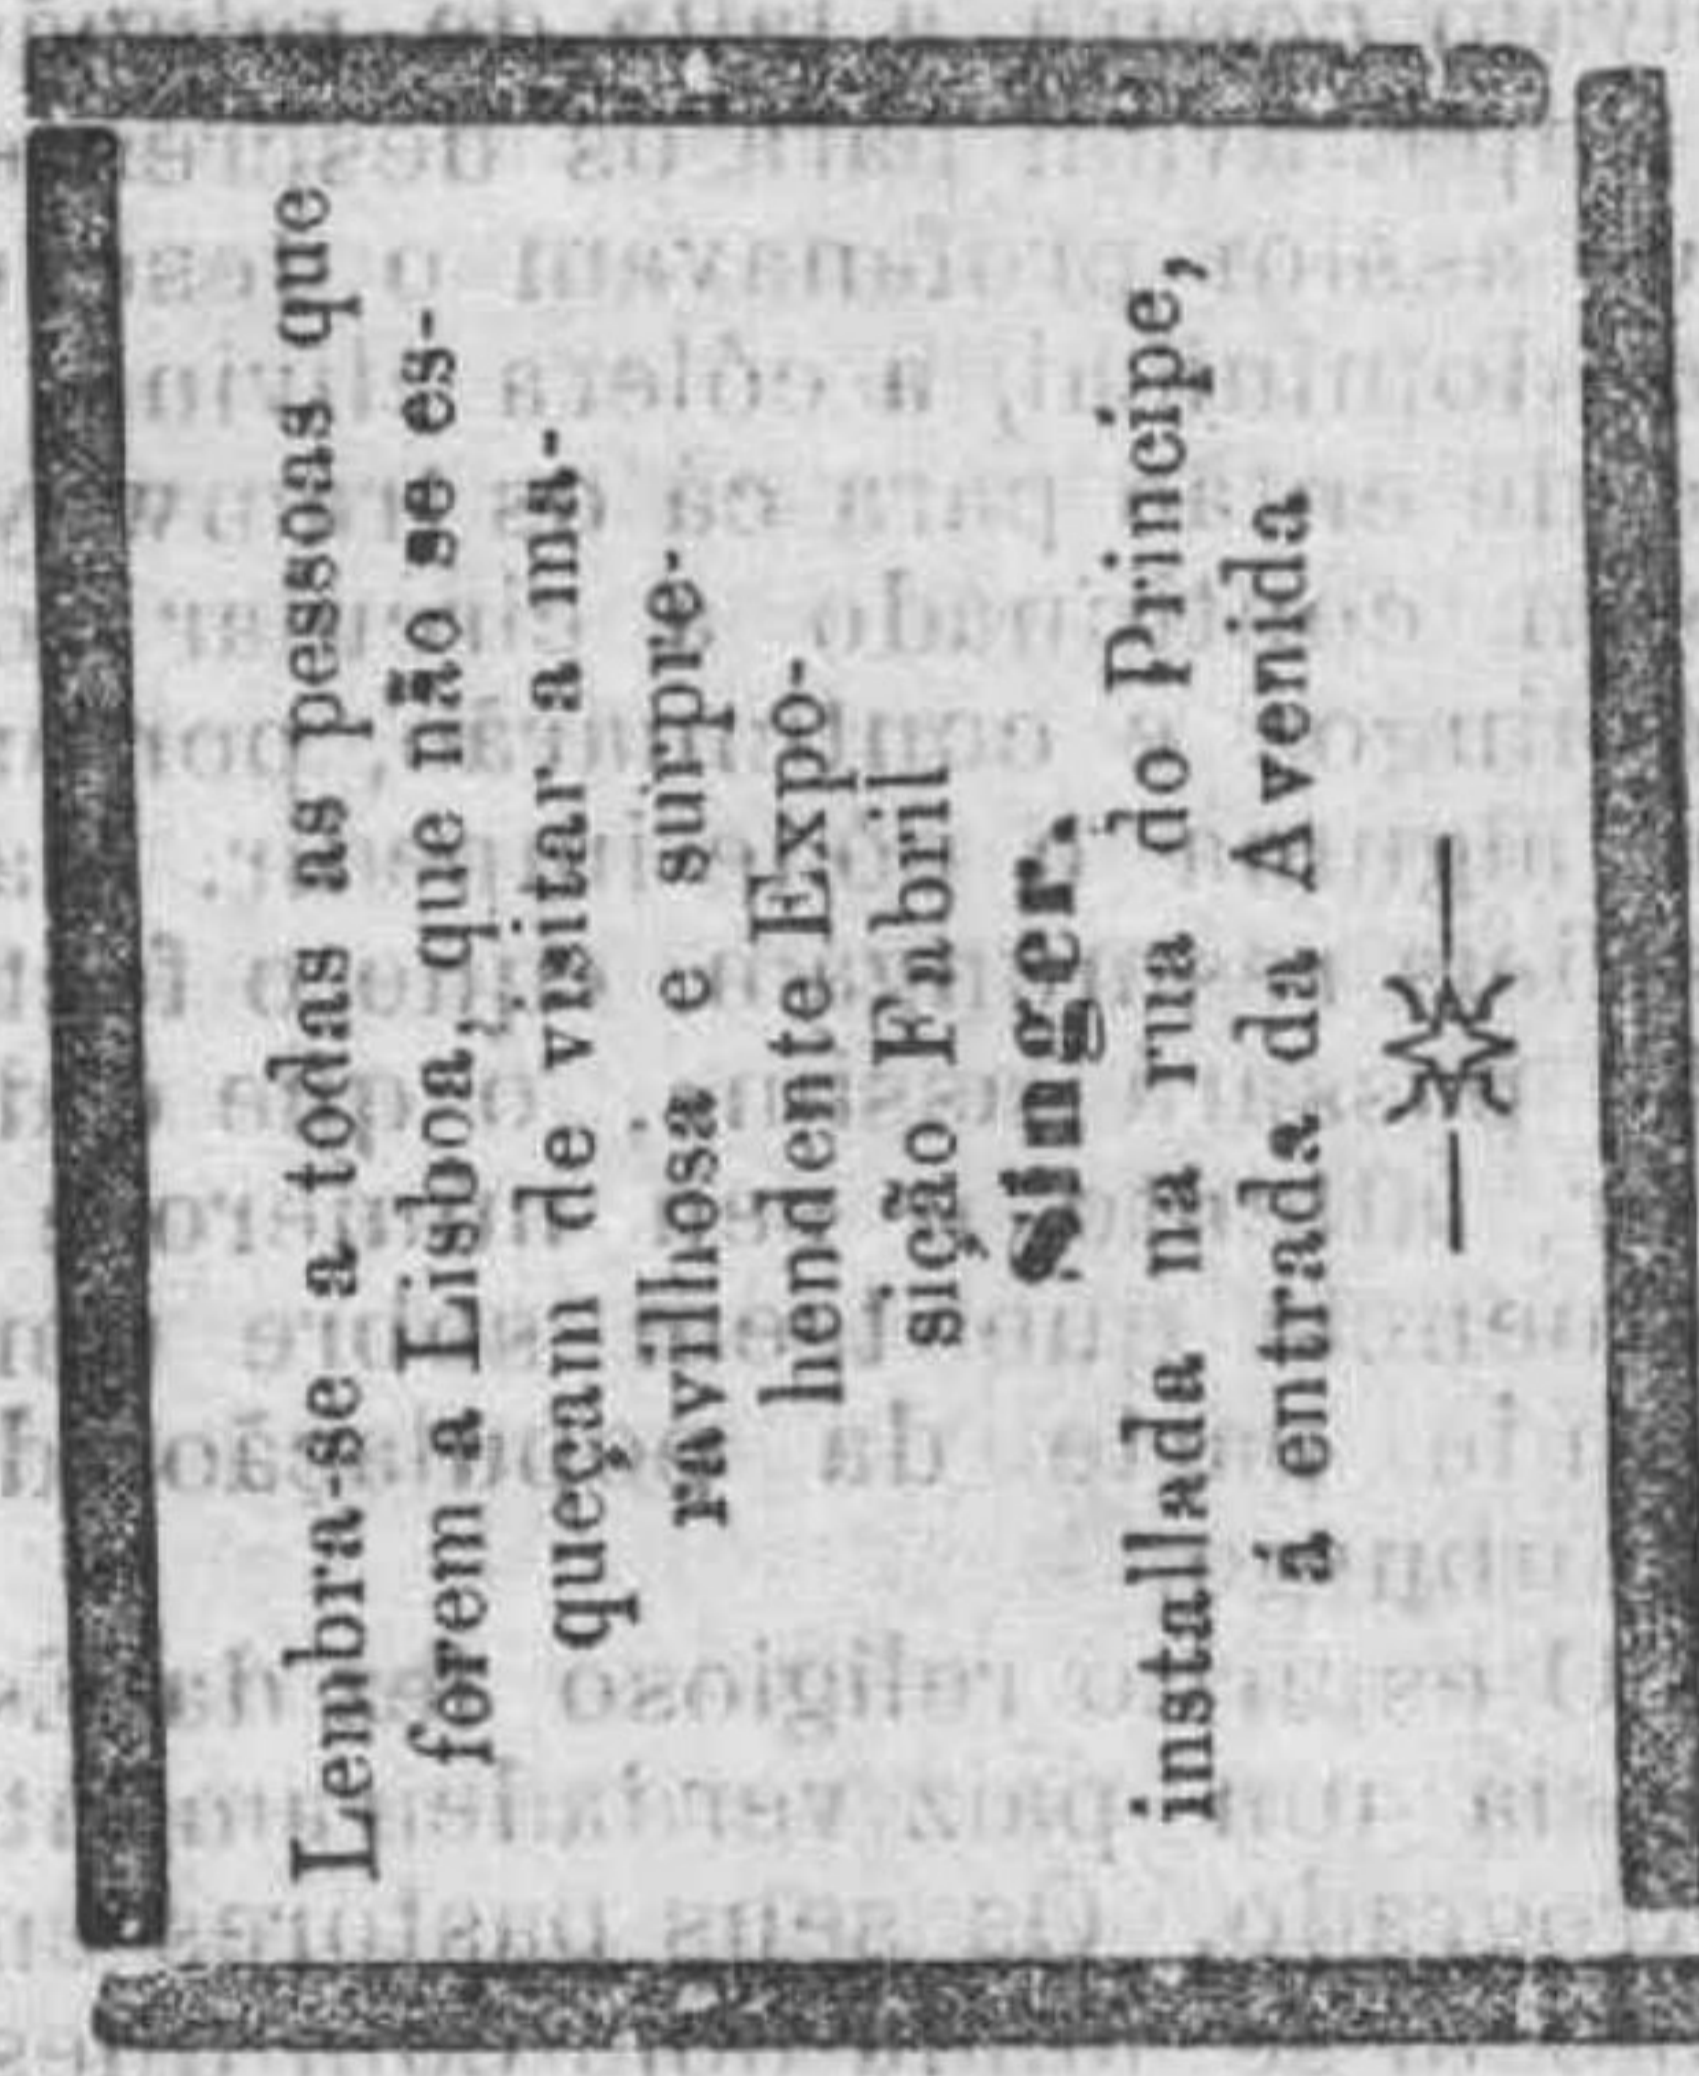 Lembra-se a todas as pessoas que
forem a Lisboa, que não se es-
queçam de visitar a ma-
ravilhosa e surpre-
hendente Expo-
sição Fabril
Singer.
installada na rua do Principe,
á entrada da Avenida